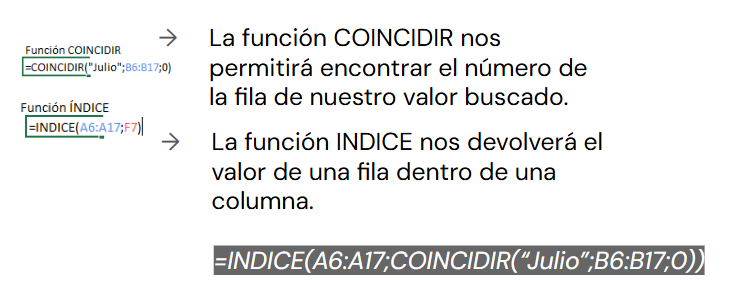 Función COINCIDIR
=COINCIDIR("Julio";B6:B17;0)
La función COINCIDIR nos
permitirá encontrar el número de
la fila de nuestro valor buscado.
Función ÍNDICE
=INDICE(A6:A17;F7)
La función INDICE nos devolverá el
valor de una fila dentro de una
columna.
=INDICE(A6:A17;COINCIDIR(“Julio”;B6:B17;0))